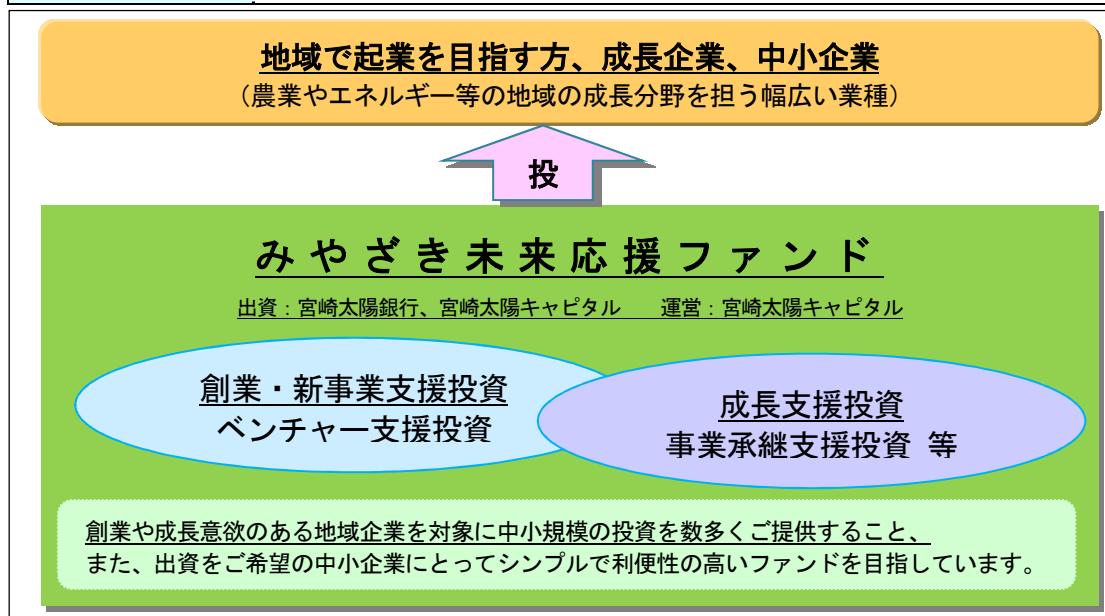 地域で起業を目指す方、成長企業、中小企業
（農業やエネルギー等の地域の成長分野を担う幅広い業種）
投
みやざき未来応援ファンド
出資：宮崎太陽銀行、宮崎太陽キャピタル　　運営：宮崎太陽キャピタル
創業・新事業支援投資
ベンチャー支援投資
成長支援投資
事業承継支援投資 等
創業や成長意欲のある地域企業を対象に中小規模の投資を数多くご提供すること、
また、出資をご希望の中小企業にとってシンプルで利便性の高いファンドを目指しています。